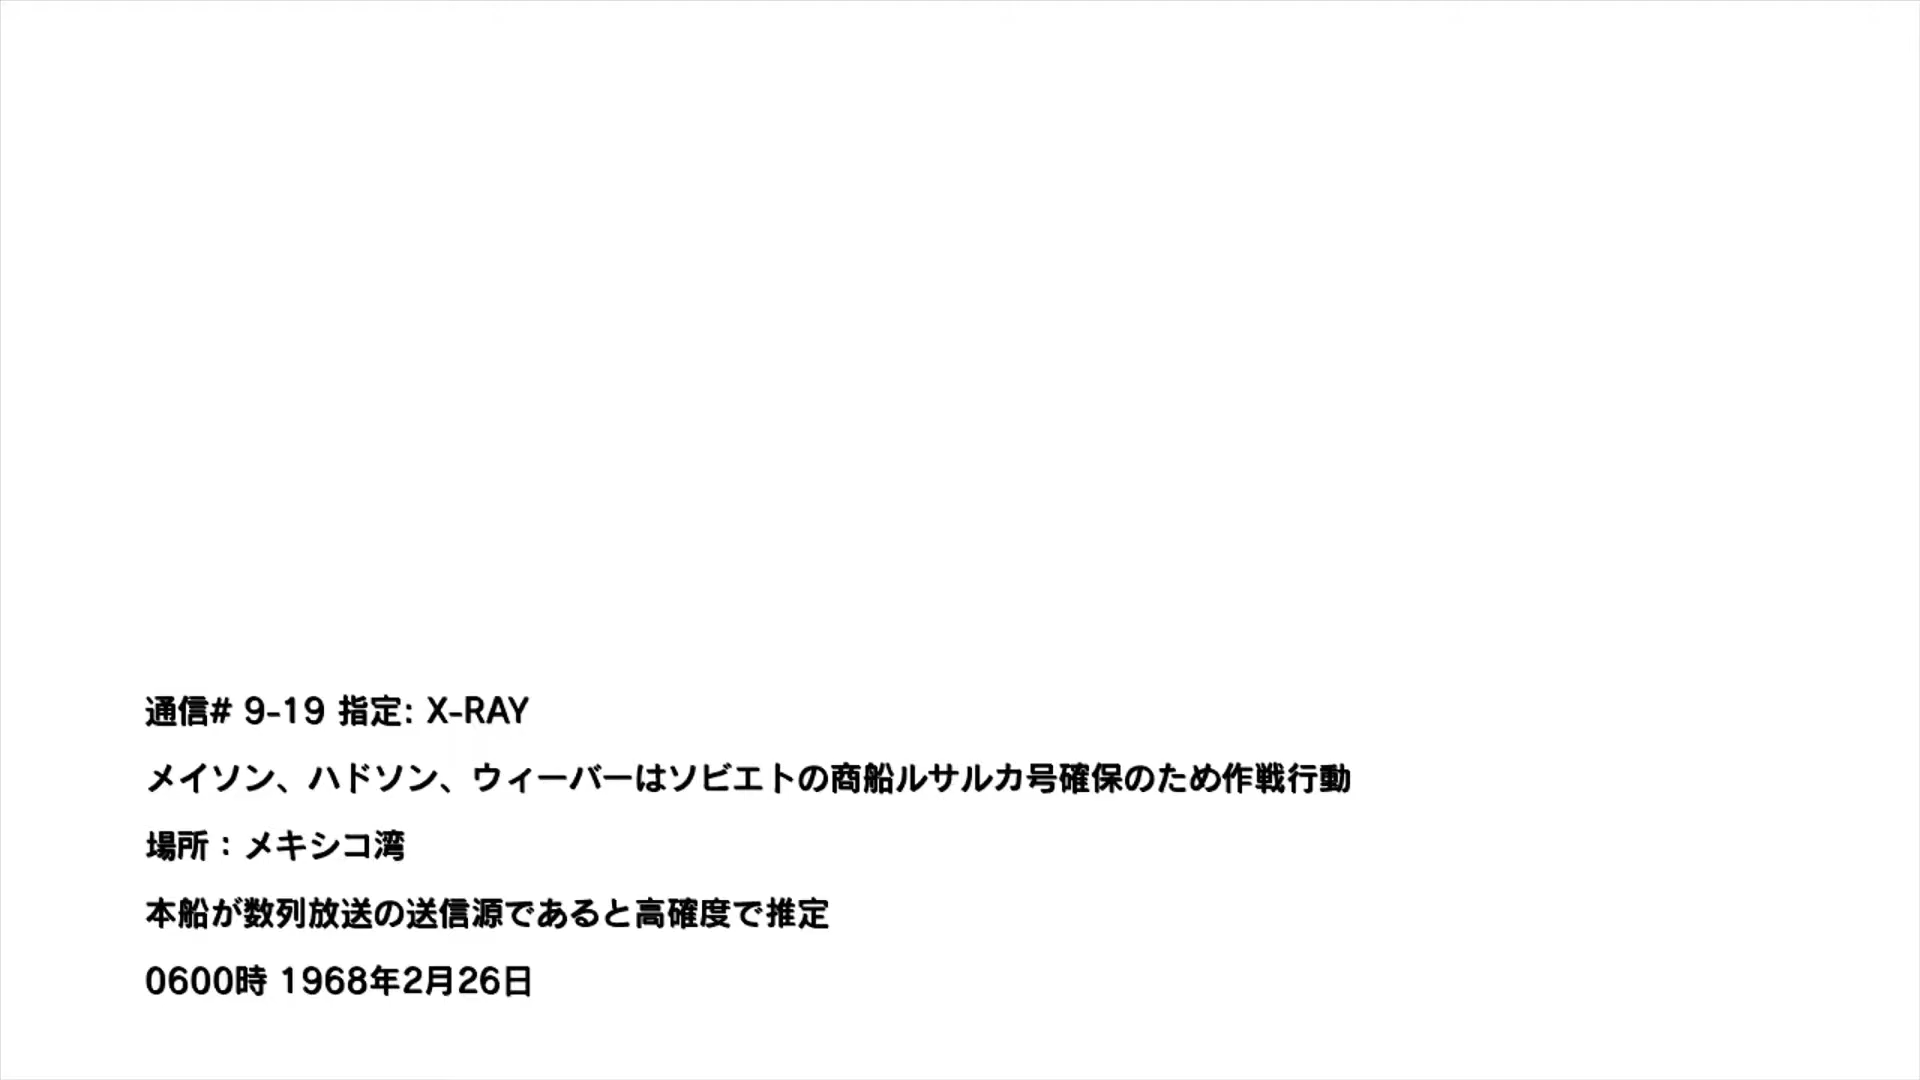 通信# 9-19 指定: X-RAY
メイソン、ハドソン、ウィーバーはソビエトの商船ルサルカ号確保のため作戦行動
場所：メキシコ湾
本船が数列放送の送信源であると高確度で推定
0600時 1968年2月26日